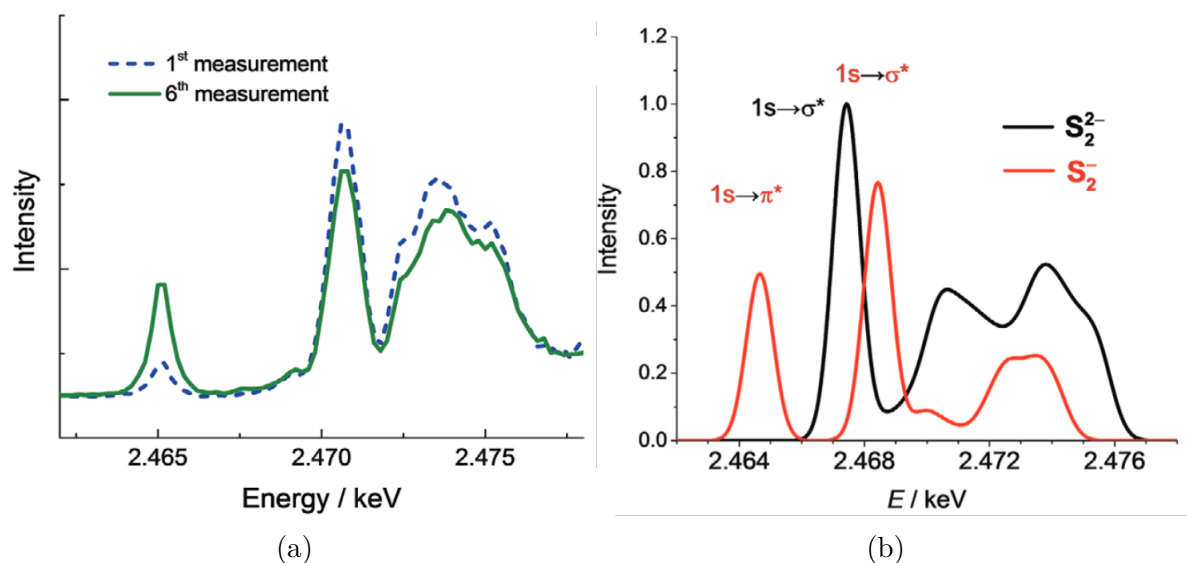 1st measurement
6th measurement
Intensity
2.465
2.470
2.475
Energy / keV
(a)
1.2
1.0
0.8
0.6
0.4
0.2
0.0
Intensity
1s→σ*
1s→σ*
1s→π*
S₂²⁻
S₂⁻
2.464
2.468
2.472
2.476
E / keV
(b)